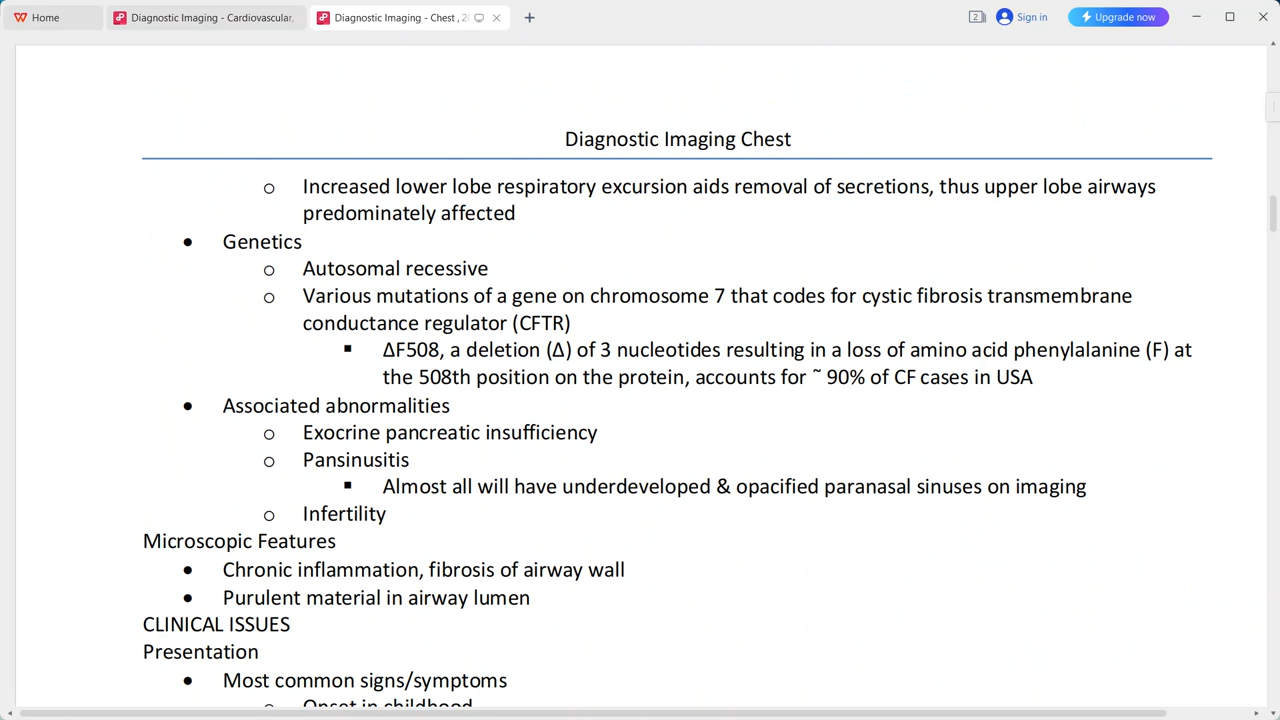 Home
Diagnostic Imaging - Cardiovascular,
Diagnostic Imaging - Chest , 2
2
Sign in
Upgrade now
Diagnostic Imaging Chest
o Increased lower lobe respiratory excursion aids removal of secretions, thus upper lobe airways
predominately affected
• Genetics
o Autosomal recessive
o Various mutations of a gene on chromosome 7 that codes for cystic fibrosis transmembrane
conductance regulator (CFTR)
▪ ΔF508, a deletion (Δ) of 3 nucleotides resulting in a loss of amino acid phenylalanine (F) at
the 508th position on the protein, accounts for ~ 90% of CF cases in USA
• Associated abnormalities
o Exocrine pancreatic insufficiency
o Pansinusitis
▪ Almost all will have underdeveloped & opacified paranasal sinuses on imaging
o Infertility
Microscopic Features
• Chronic inflammation, fibrosis of airway wall
• Purulent material in airway lumen
CLINICAL ISSUES
Presentation
• Most common signs/symptoms
o Onset in childhood